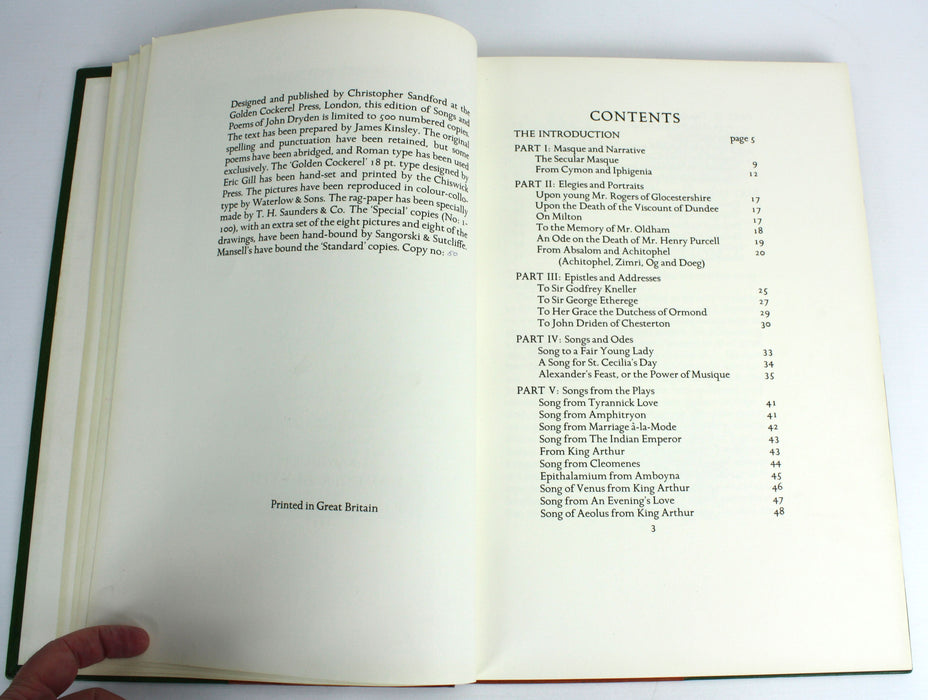 Designed and published by Christopher Sandford at the
Golden Cockerel Press, London, this edition of Songs and
Poems of John Dryden is limited to 500 numbered copies.
The text has been prepared by James Kinsley. The original
spelling and punctuation have been retained, but some
poems have been abridged, and Roman type has been used
exclusively. The 'Golden Cockerel' 18 pt. type designed by
Eric Gill has been hand-set and printed by the Chiswick
Press. The pictures have been reproduced in colour-collo-
type by Waterlow & Sons. The rag-paper has been specially
made by T. H. Saunders & Co. The 'Special' copies (No: 1-
100), with an extra set of the eight pictures and eight of the
drawings, have been hand-bound by Sangorski & Sutcliffe.
Mansell's have bound the 'Standard' copies. Copy no:
Printed in Great Britain
CONTENTS
THE INTRODUCTION page 5
PART I: Masque and Narrative
The Secular Masque 9
From Cymon and Iphigenia 12
PART II: Elegies and Portraits
Upon young Mr. Rogers of Glocestershire 17
Upon the Death of the Viscount of Dundee 17
On Milton 17
To the Memory of Mr. Oldham 18
An Ode on the Death of Mr. Henry Purcell 19
From Absalom and Achitophel 20
(Achitophel, Zimri, Og and Doeg)
PART III: Epistles and Addresses
To Sir Godfrey Kneller 25
To Sir George Etherege 27
To Her Grace the Dutchess of Ormond 29
To John Driden of Chesterton 30
PART IV: Songs and Odes
Song to a Fair Young Lady 33
A Song for St. Cecilia's Day 34
Alexander's Feast, or the Power of Musique 35
PART V: Songs from the Plays
Song from Tyrannick Love 41
Song from Amphitryon 41
Song from Marriage à-la-Mode 42
Song from The Indian Emperor 43
From King Arthur 43
Song from Cleomenes 44
Epithalamium from Amboyna 45
Song of Venus from King Arthur 46
Song from An Evening's Love 47
Song of Aeolus from King Arthur 48
3